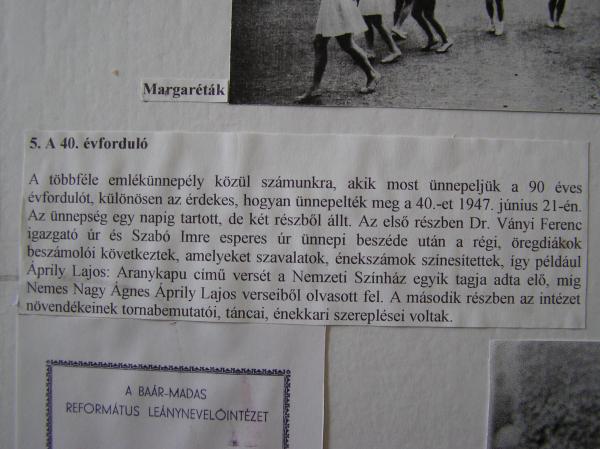 Margaréták
5. A 40. évforduló
A többféle emlékünnepély közül számunkra, akik most ünnepeljük a 90 éves
évfordulót, különösen az érdekes, hogyan ünnepelték meg a 40.-et 1947. június 21-én.
Az ünnepség egy napig tartott, de két részből állt. Az első részben Dr. Ványi Ferenc
igazgató úr és Szabó Imre esperes úr ünnepi beszéde után a régi, öregdiákok
beszámolói következtek, amelyeket szavalatok, énekszámok színesítettek, így például
Áprily Lajos: Aranykapu című versét a Nemzeti Színház egyik tagja adta elő, míg
Nemes Nagy Ágnes Áprily Lajos verseiből olvasott fel. A második részben az intézet
növendékeinek tornabemutatói, táncai, énekkari szereplései voltak.
A BAÁR-MADAS
REFORMÁTUS LEÁNYNEVELŐINTÉZET